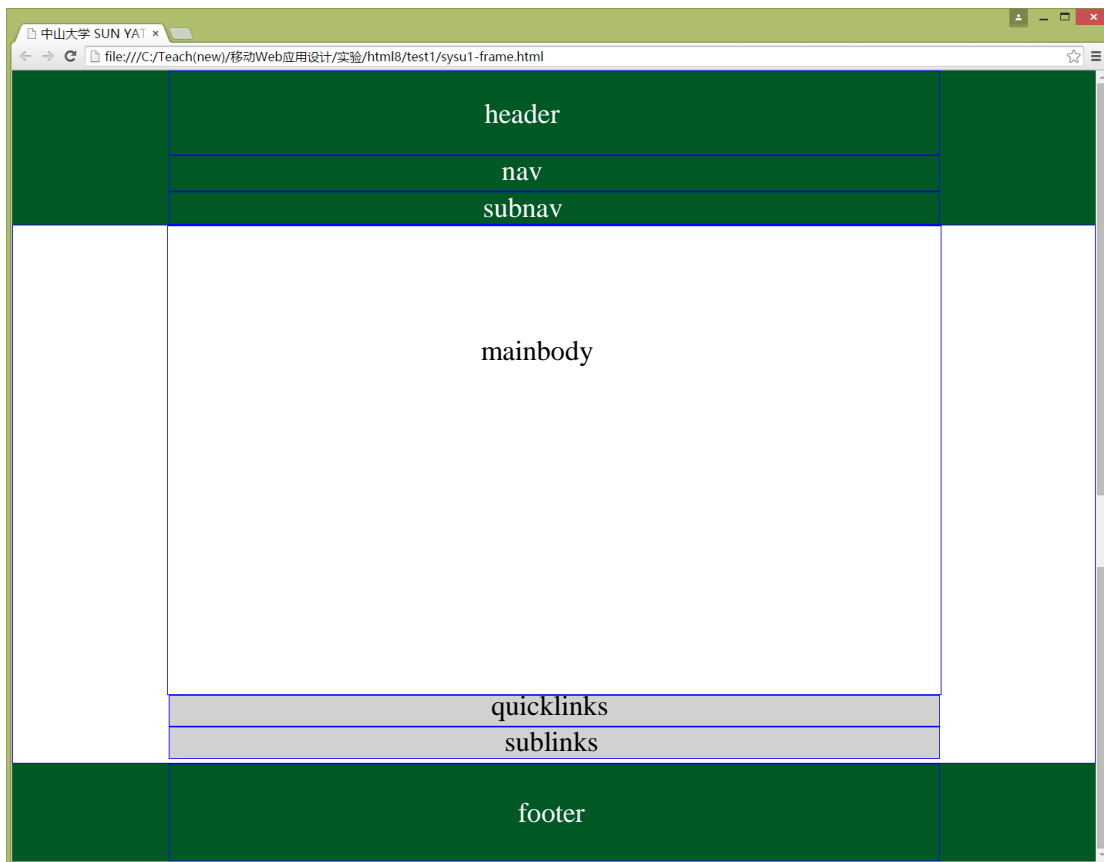 中山大学 SUN YAT
file:///C:/Teach(new)/移动Web应用设计/实验/html8/test1/sysu1-frame.html
header
nav
subnav
mainbody
quicklinks
sublinks
footer